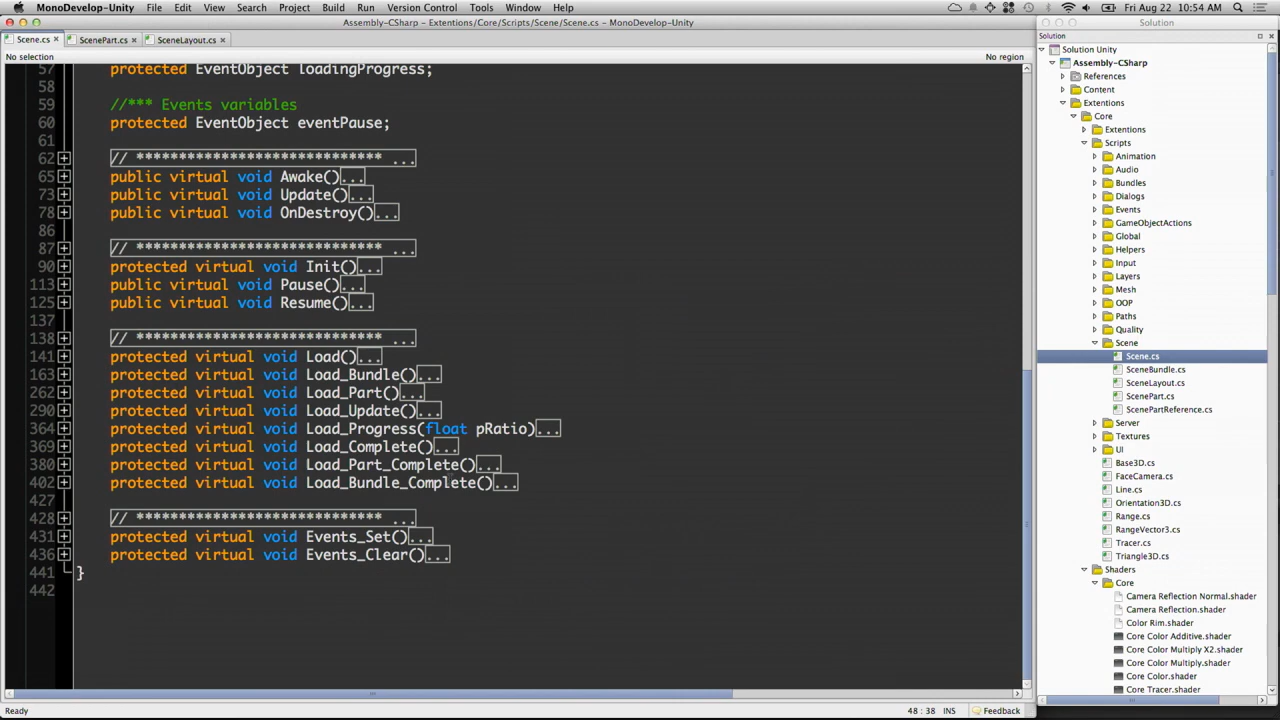 MonoDevelop-Unity File Edit View Search Project Build Run Version Control Tools Window Help Fri Aug 22 10:54 AM
Assembly-CSharp - Extentions/Core/Scripts/Scene/Scene.cs - MonoDevelop-Unity
Solution
Scene.cs × ScenePart.cs × SceneLayout.cs ×
Solution
No selection No region
57 protected EventObject loadingProgress;
58
59 //*** Events variables
60 protected EventObject eventPause;
61
62 // ***************************** ...
65 public virtual void Awake()...
73 public virtual void Update()...
78 public virtual void OnDestroy()...
86
87 // ***************************** ...
90 protected virtual void Init()...
113 public virtual void Pause()...
125 public virtual void Resume()...
137
138 // ***************************** ...
141 protected virtual void Load()...
163 protected virtual void Load_Bundle()...
262 protected virtual void Load_Part()...
290 protected virtual void Load_Update()...
364 protected virtual void Load_Progress(float pRatio)...
369 protected virtual void Load_Complete()...
380 protected virtual void Load_Part_Complete()...
402 protected virtual void Load_Bundle_Complete()...
427
428 // ***************************** ...
431 protected virtual void Events_Set()...
436 protected virtual void Events_Clear()...
441 }
442
Solution Unity
Assembly-CSharp
References
Content
Extentions
Core
Extentions
Scripts
Animation
Audio
Bundles
Dialogs
Events
GameObjectActions
Global
Helpers
Input
Layers
Mesh
OOP
Paths
Quality
Scene
Scene.cs
SceneBundle.cs
SceneLayout.cs
ScenePart.cs
ScenePartReference.cs
Server
Textures
UI
Base3D.cs
FaceCamera.cs
Line.cs
Orientation3D.cs
Range.cs
RangeVector3.cs
Tracer.cs
Triangle3D.cs
Shaders
Core
Camera Reflection Normal.shader
Camera Reflection.shader
Color Rim.shader
Core Color Additive.shader
Core Color Multiply X2.shader
Core Color Multiply.shader
Core Color.shader
Core Tracer.shader
Ready 48 : 38 INS Feedback